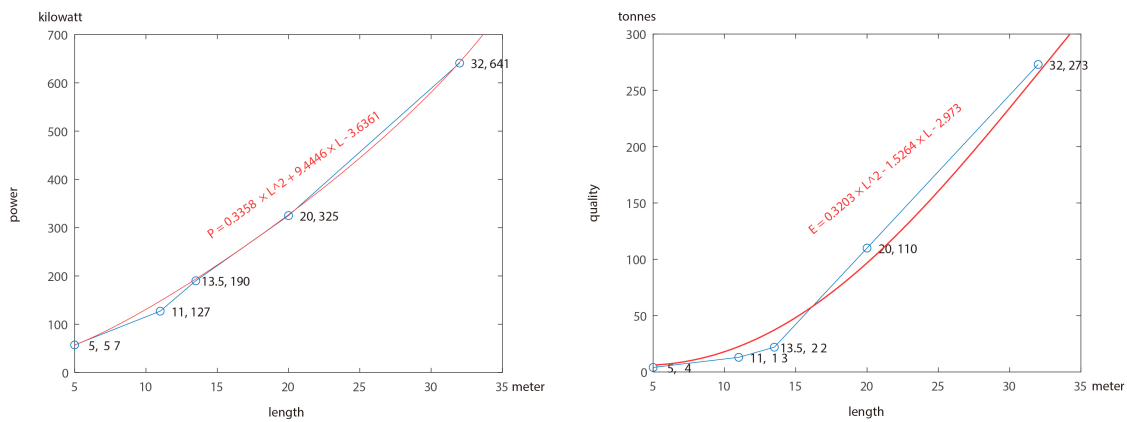 kilowatt
700
600
500
400
300
200
100
0
5
10
15
20
25
30
35
meter
power
length
P = 0.3358 × L^2 + 9.4446 × L - 3.6361
5, 5 7
11, 127
13.5, 190
20, 325
32, 641
tonnes
300
250
200
150
100
50
0
5
10
15
20
25
30
35
meter
quality
length
E = 0.3203 × L^2 - 1.5264 × L - 2.973
5, 4
11, 1 3
13.5, 2 2
20, 110
32, 273